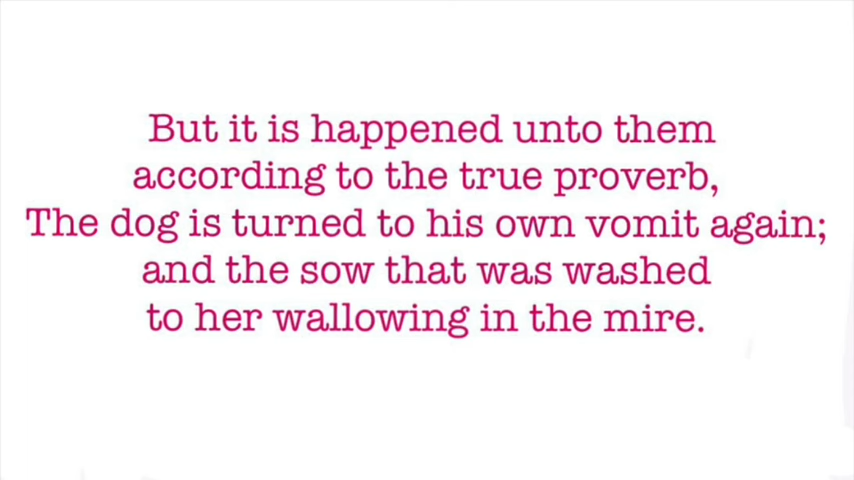 But it is happened unto them
according to the true proverb,
The dog is turned to his own vomit again;
and the sow that was washed
to her wallowing in the mire.